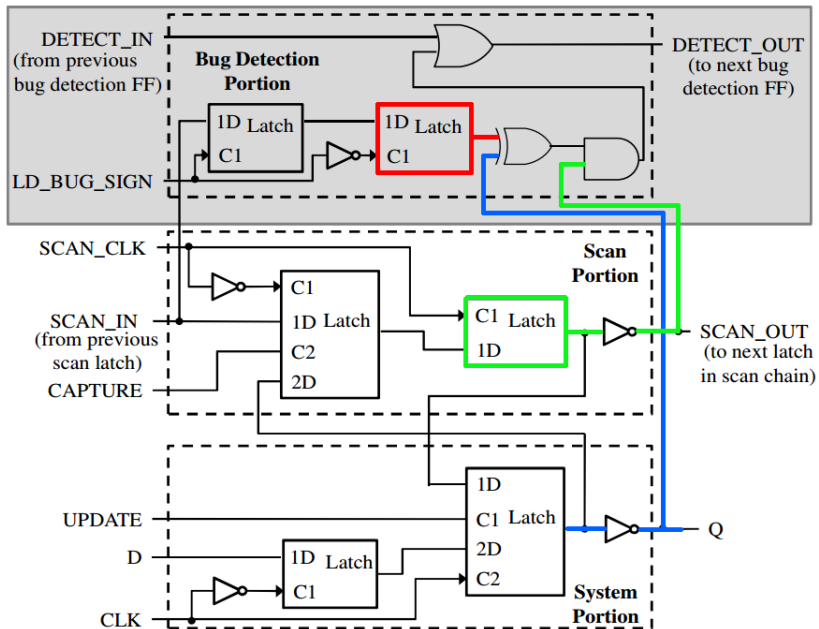 DETECT_IN
(from previous
bug detection FF)
Bug Detection
Portion
DETECT_OUT
(to next bug
detection FF)
1D Latch
C1
1D Latch
C1
LD_BUG_SIGN
SCAN_CLK
Scan
Portion
C1
1D Latch
C2
2D
C1 Latch
1D
SCAN_IN
(from previous
scan latch)
CAPTURE
SCAN_OUT
(to next latch
in scan chain)
1D
C1 Latch
2D
C2
UPDATE
D
1D Latch
C1
CLK
Q
System
Portion